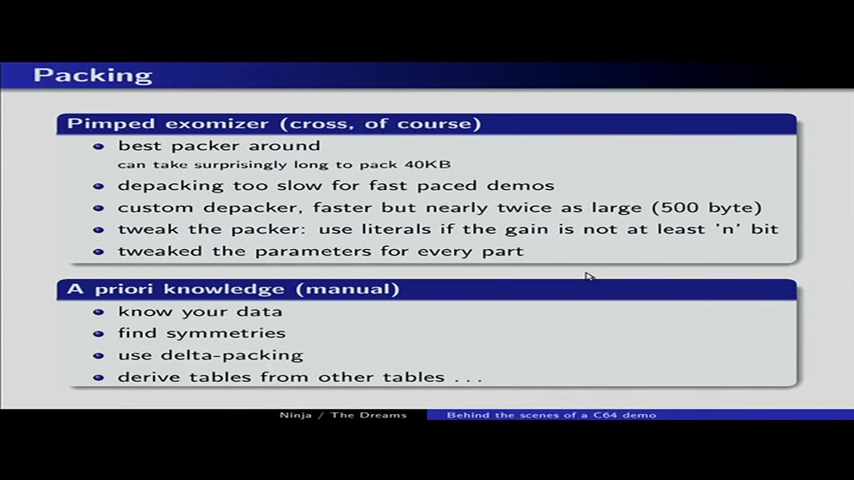 Packing
Pimped exomizer (cross, of course)
best packer around
can take surprisingly long to pack 40KB
depacking too slow for fast paced demos
custom depacker, faster but nearly twice as large (500 byte)
tweak the packer: use literals if the gain is not at least 'n' bit
tweaked the parameters for every part
A priori knowledge (manual)
know your data
find symmetries
use delta-packing
derive tables from other tables . . .
Ninja / The Dreams Behind the scenes of a C64 demo